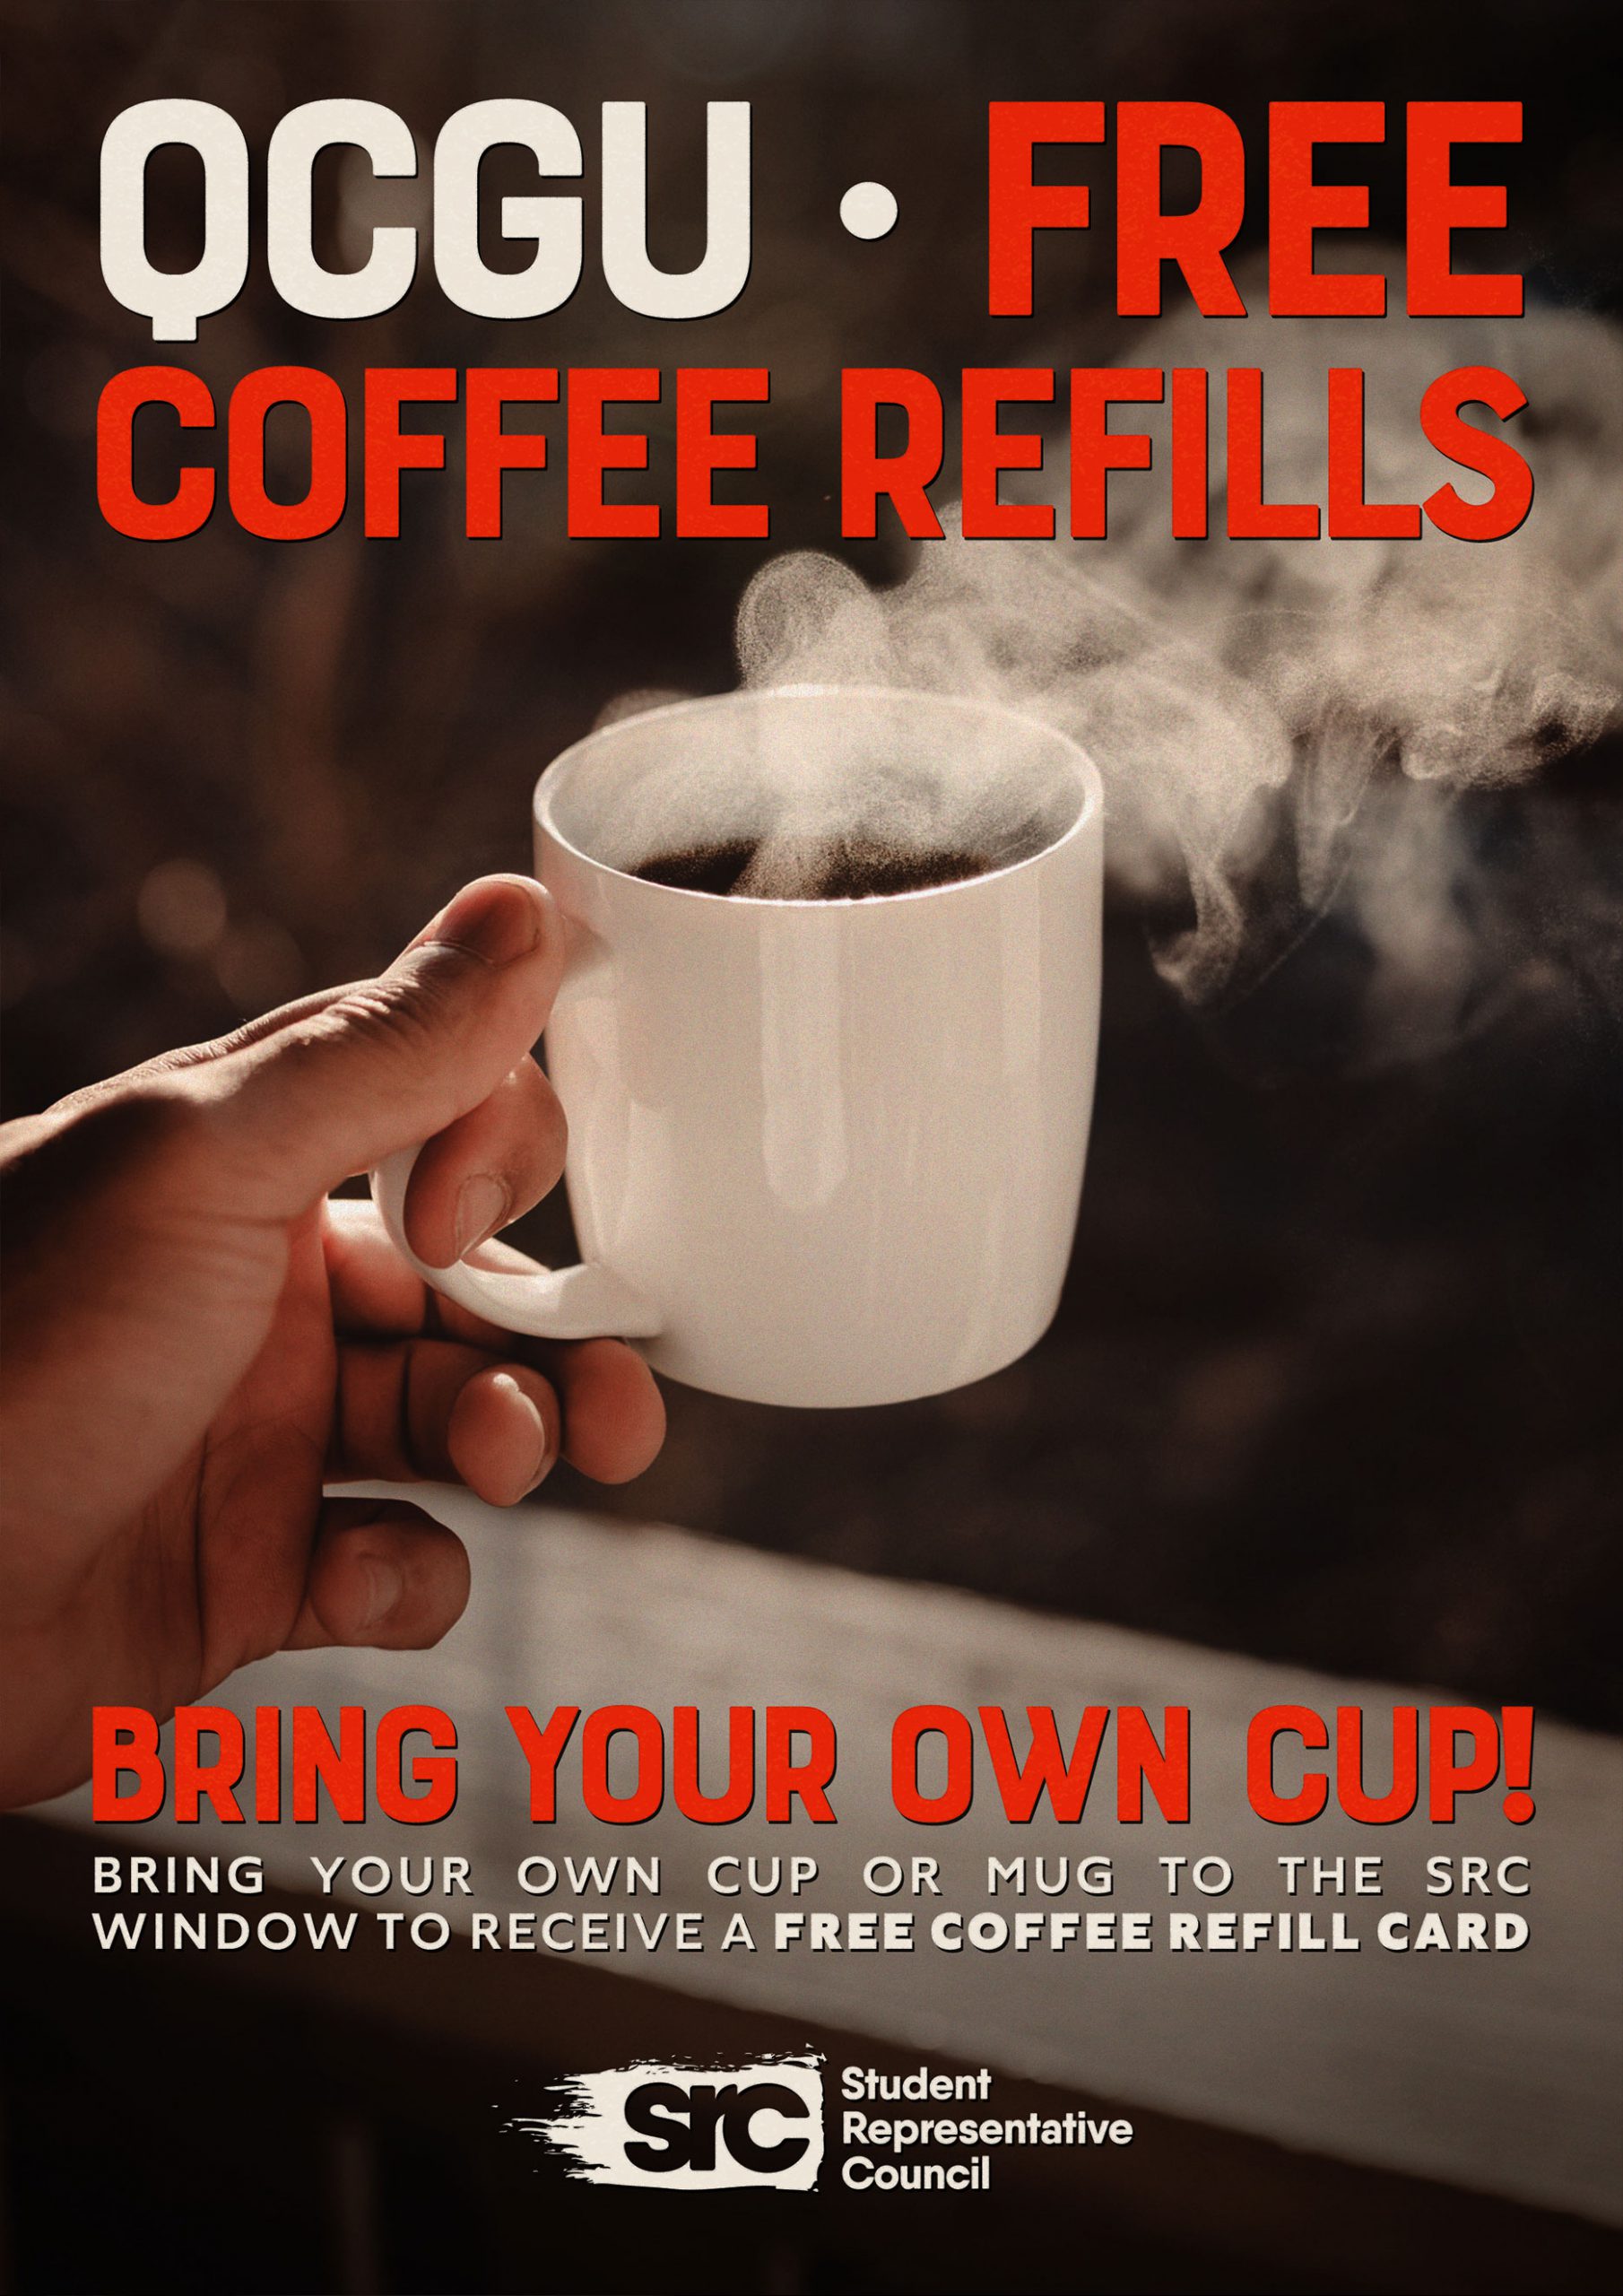 QCGU • FREE
COFFEE REFILLS
BRING YOUR OWN CUP!
BRING YOUR OWN CUP OR MUG TO THE SRC
WINDOW TO RECEIVE A FREE COFFEE REFILL CARD
src
Student
Representative
Council